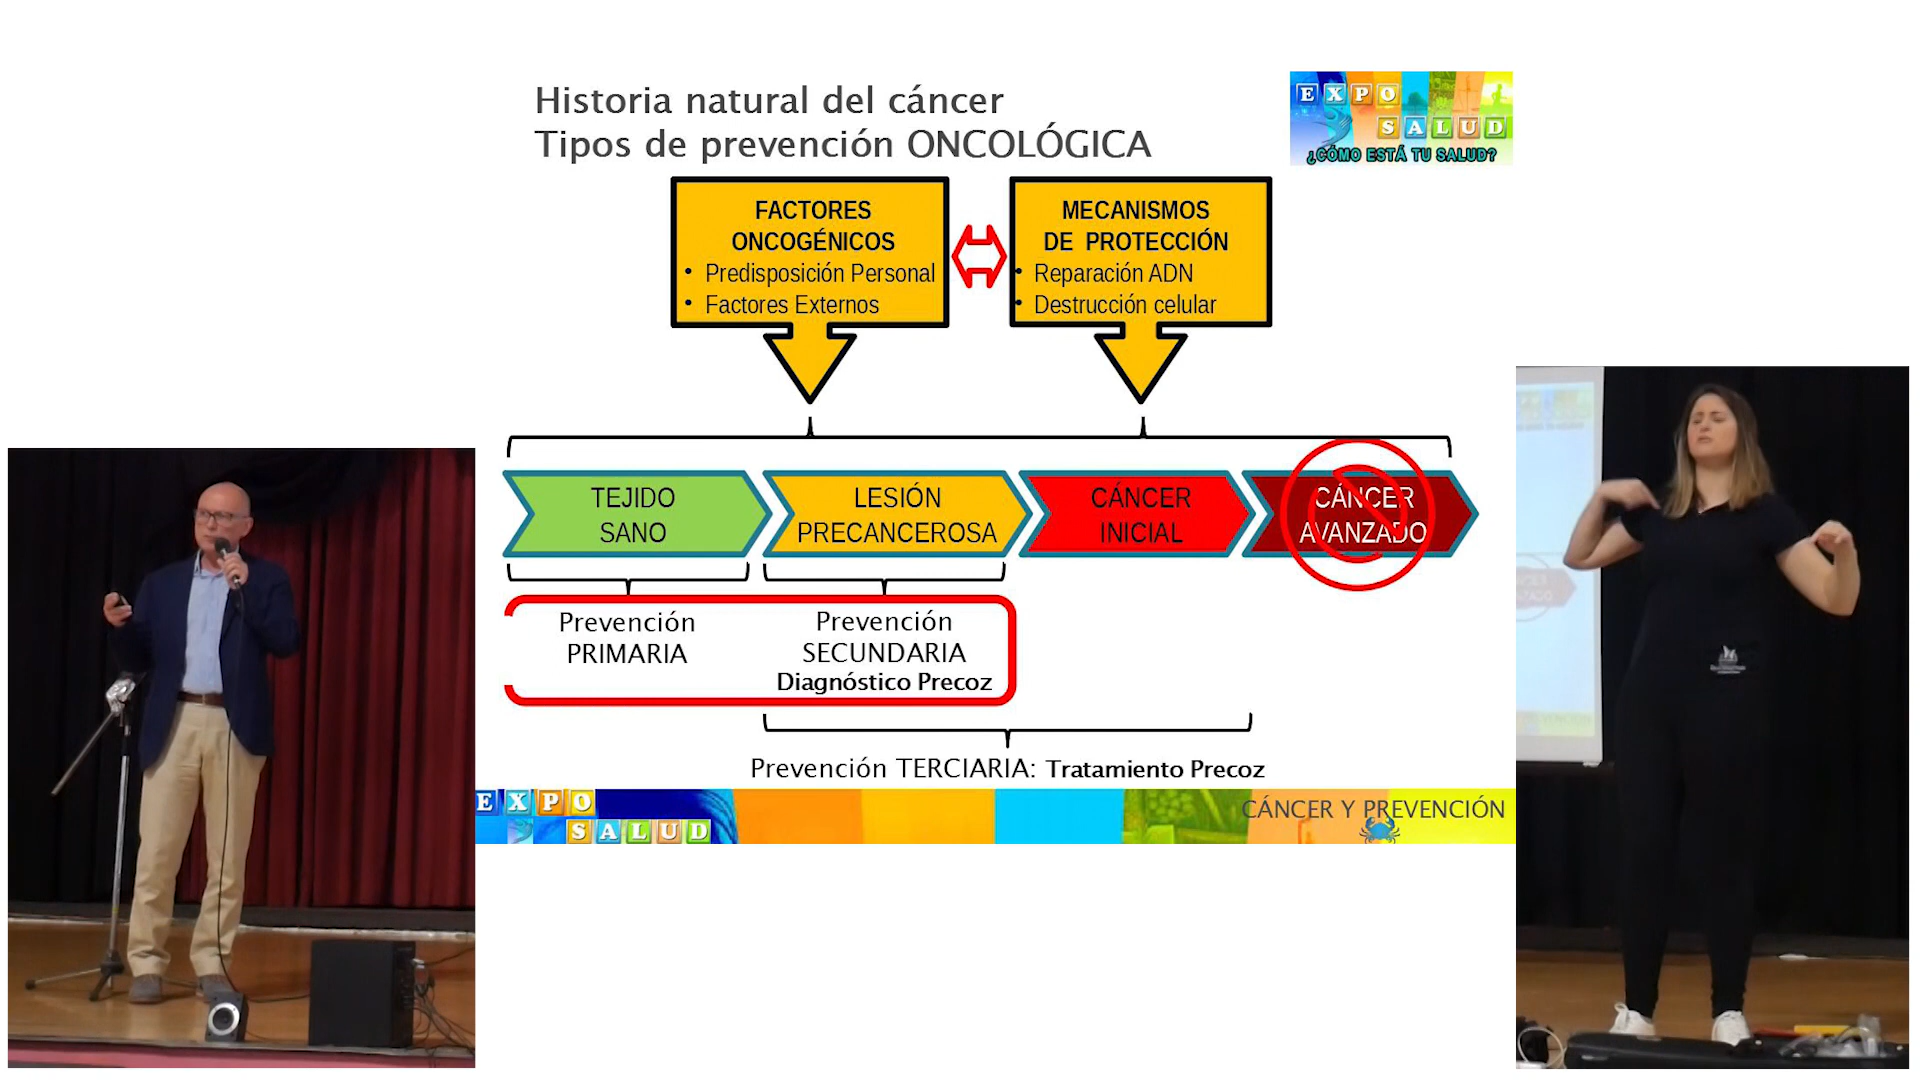 Historia natural del cáncer
Tipos de prevención ONCOLÓGICA
EXPO
SALUD
¿CÓMO ESTÁ TU SALUD?
FACTORES
ONCOGÉNICOS
• Predisposición Personal
• Factores Externos
MECANISMOS
DE PROTECCIÓN
• Reparación ADN
• Destrucción celular
TEJIDO
SANO
LESIÓN
PRECANCEROSA
CÁNCER
INICIAL
CÁNCER
AVANZADO
Prevención
PRIMARIA
Prevención
SECUNDARIA
Diagnóstico Precoz
Prevención TERCIARIA: Tratamiento Precoz
EXPO
SALUD
CÁNCER Y PREVENCIÓN